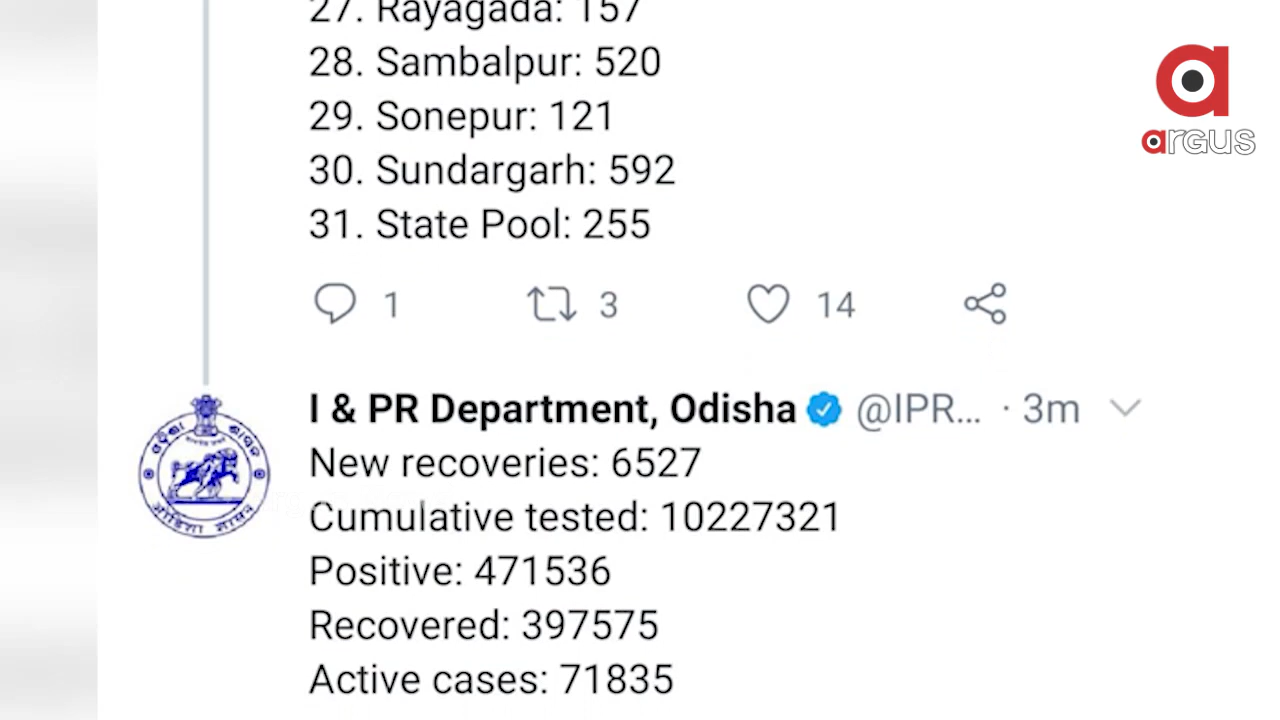 27. Rayagada: 157
28. Sambalpur: 520
29. Sonepur: 121
30. Sundargarh: 592
31. State Pool: 255
1 3 14
argus
I & PR Department, Odisha @IPR... · 3m
New recoveries: 6527
Cumulative tested: 10227321
Positive: 471536
Recovered: 397575
Active cases: 71835